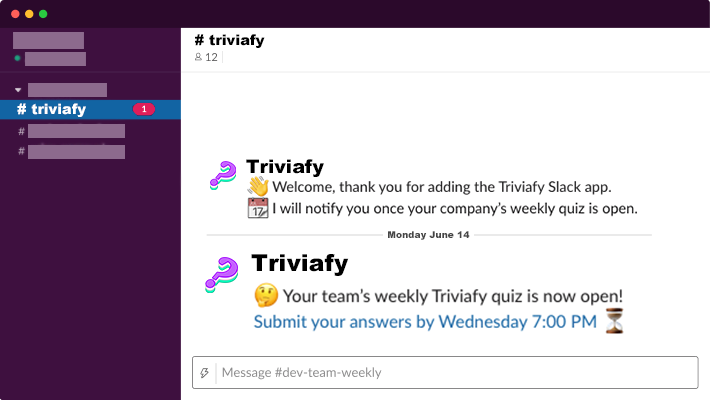 # triviafy
12
# triviafy 1
#
#
Triviafy
👋 Welcome, thank you for adding the Triviafy Slack app.
📆 I will notify you once your company’s weekly quiz is open.
Monday June 14
Triviafy
🤔 Your team’s weekly Triviafy quiz is now open!
Submit your answers by Wednesday 7:00 PM ⏳
Message #dev-team-weekly